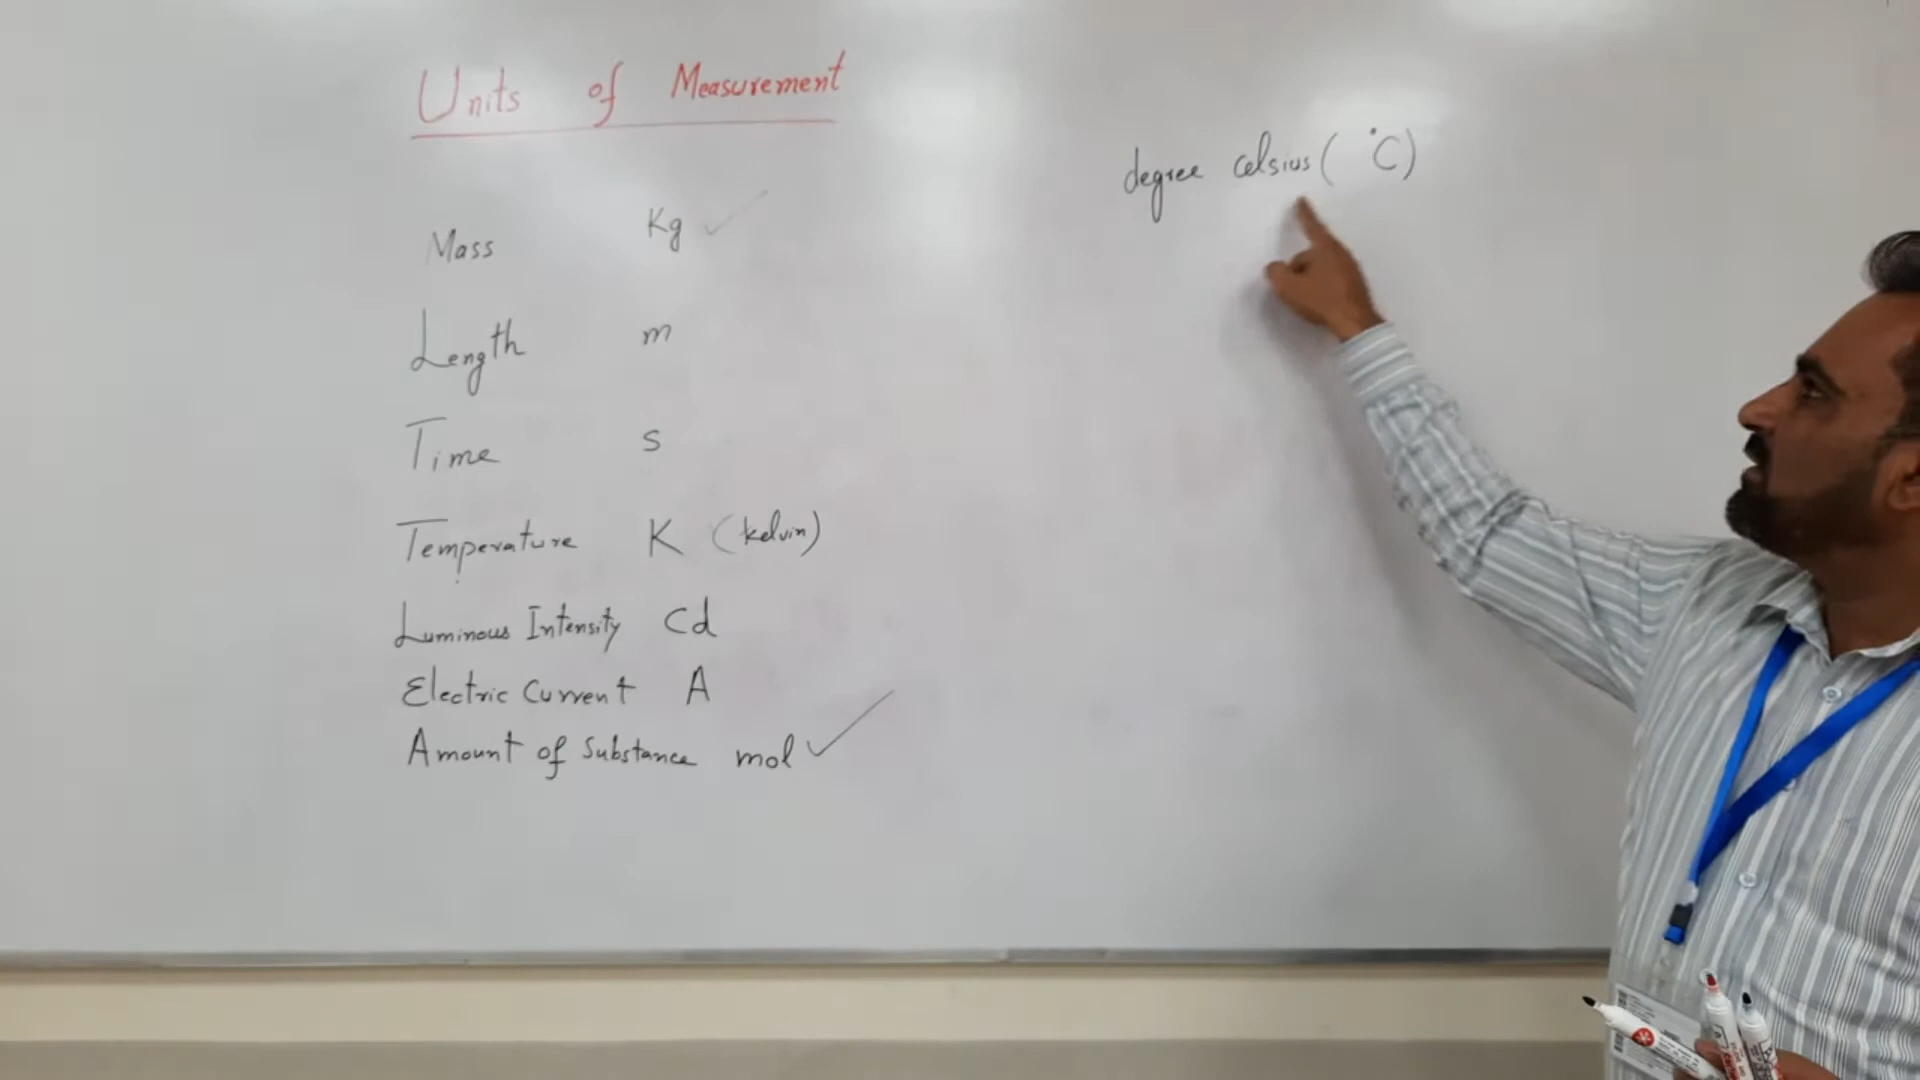 Units of Measurement
degree celsius ( °C)
Mass Kg ✓
Length m
Time s
Temperature K (kelvin)
Luminous Intensity Cd
Electric Current A
Amount of Substance mol ✓